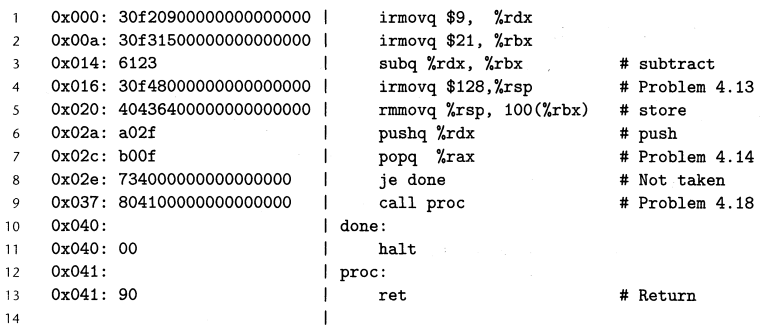 1 0x000: 30f20900000000000000 | irmovq $9, %rdx
2 0x00a: 30f31500000000000000 | irmovq $21, %rbx
3 0x014: 6123 | subq %rdx, %rbx # subtract
4 0x016: 30f48000000000000000 | irmovq $128,%rsp # Problem 4.13
5 0x020: 40436400000000000000 | rmmovq %rsp, 100(%rbx) # store
6 0x02a: a02f | pushq %rdx # push
7 0x02c: b00f | popq %rax # Problem 4.14
8 0x02e: 734000000000000000 | je done # Not taken
9 0x037: 804100000000000000 | call proc # Problem 4.18
10 0x040: | done:
11 0x040: 00 | halt
12 0x041: | proc:
13 0x041: 90 | ret # Return
14 |